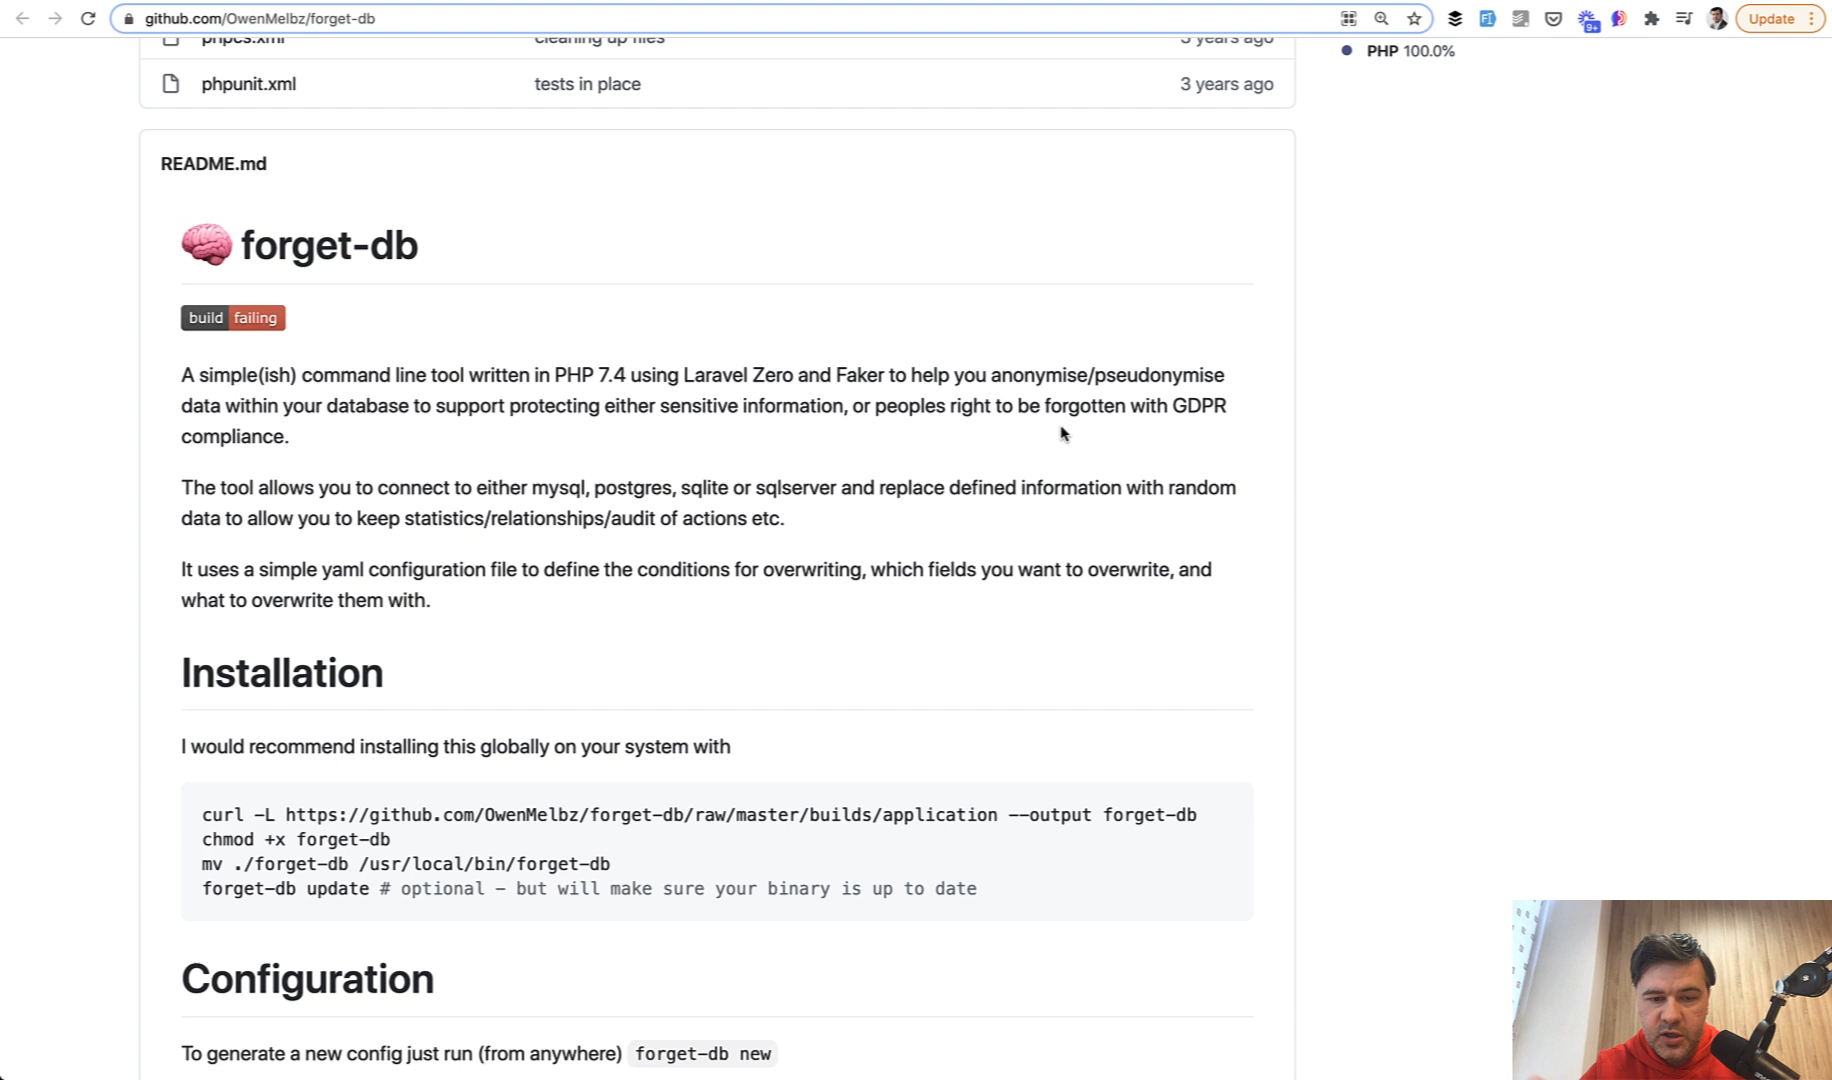 github.com/OwenMelbz/forget-db
9+
Update
phpcs.xml
cleaning up files
3 years ago
PHP 100.0%
phpunit.xml
tests in place
3 years ago
README.md
forget-db
build failing
A simple(ish) command line tool written in PHP 7.4 using Laravel Zero and Faker to help you anonymise/pseudonymise
data within your database to support protecting either sensitive information, or peoples right to be forgotten with GDPR
compliance.
The tool allows you to connect to either mysql, postgres, sqlite or sqlserver and replace defined information with random
data to allow you to keep statistics/relationships/audit of actions etc.
It uses a simple yaml configuration file to define the conditions for overwriting, which fields you want to overwrite, and
what to overwrite them with.
Installation
I would recommend installing this globally on your system with
curl -L https://github.com/OwenMelbz/forget-db/raw/master/builds/application --output forget-db
chmod +x forget-db
mv ./forget-db /usr/local/bin/forget-db
forget-db update # optional - but will make sure your binary is up to date
Configuration
To generate a new config just run (from anywhere) forget-db new